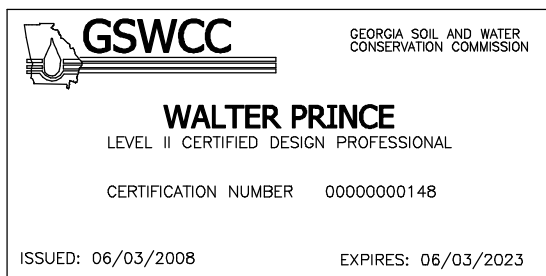 GSWCC
GEORGIA SOIL AND WATER
CONSERVATION COMMISSION
WALTER PRINCE
LEVEL II CERTIFIED DESIGN PROFESSIONAL
CERTIFICATION NUMBER 00000000148
ISSUED: 06/03/2008 EXPIRES: 06/03/2023